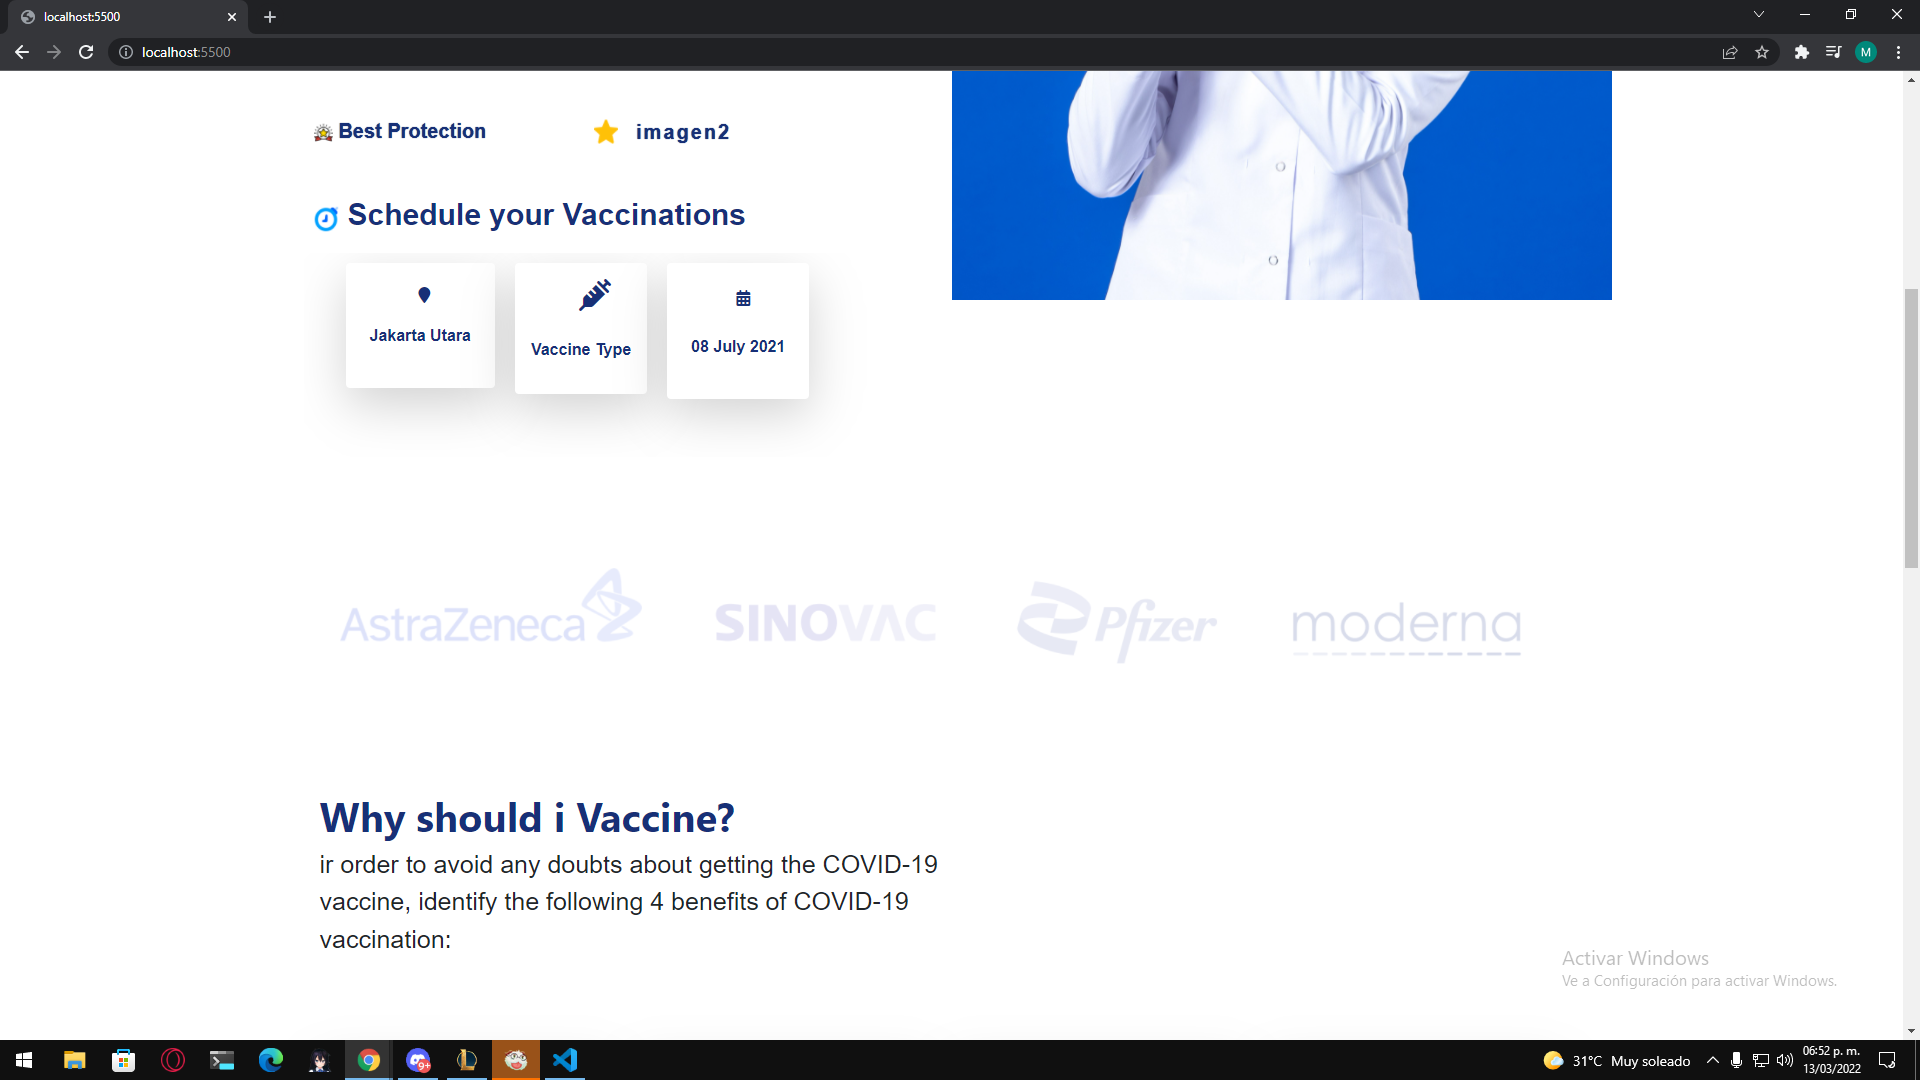 localhost:5500
localhost:5500
M
Best Protection
imagen2
Schedule your Vaccinations
Jakarta Utara
Vaccine Type
08 July 2021
AstraZeneca
SINOVAC
Pfizer
moderna
Why should i Vaccine?
ir order to avoid any doubts about getting the COVID-19
vaccine, identify the following 4 benefits of COVID-19
vaccination:
Activar Windows
Ve a Configuración para activar Windows.
9+
31°C Muy soleado
06:52 p. m.
13/03/2022